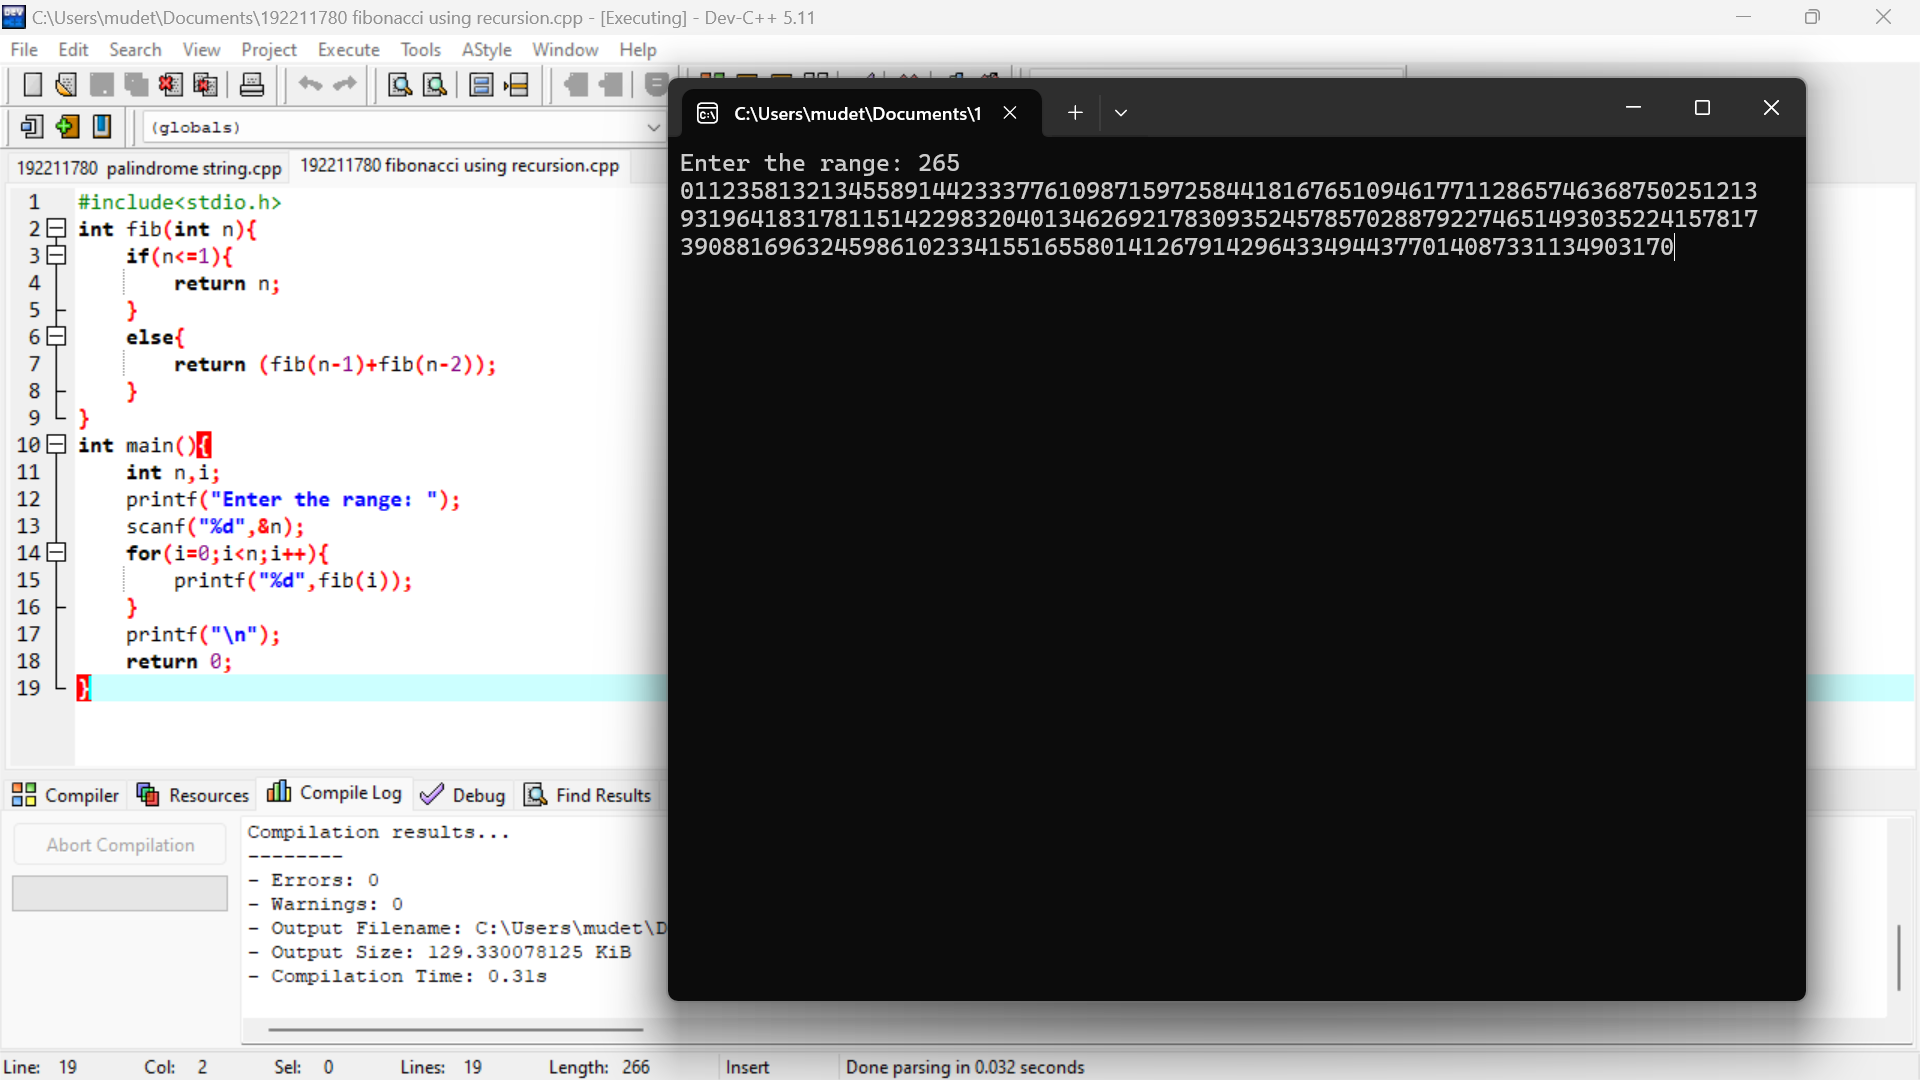 C:\Users\mudet\Documents\192211780 fibonacci using recursion.cpp - [Executing] - Dev-C++ 5.11
File Edit Search View Project Execute Tools AStyle Window Help
(globals)
192211780 palindrome string.cpp 192211780 fibonacci using recursion.cpp
1 #include<stdio.h>
2 int fib(int n){
3 if(n<=1){
4 return n;
5 }
6 else{
7 return (fib(n-1)+fib(n-2));
8 }
9 }
10 int main(){
11 int n,i;
12 printf("Enter the range: ");
13 scanf("%d",&n);
14 for(i=0;i<n;i++){
15 printf("%d",fib(i));
16 }
17 printf("\n");
18 return 0;
19 }
C:\Users\mudet\Documents\1
Enter the range: 265
01123581321345589144233377610987159725844181676510946177112865746368750251213
93196418317811514229832040134626921783093524578570288792274651493035224157817
39088169632459861023341551655801412679142964334944377014087331134903170
Compiler Resources Compile Log Debug Find Results
Abort Compilation
Compilation results...
--------
- Errors: 0
- Warnings: 0
- Output Filename: C:\Users\mudet\D
- Output Size: 129.330078125 KiB
- Compilation Time: 0.31s
Line: 19 Col: 2 Sel: 0 Lines: 19 Length: 266 Insert Done parsing in 0.032 seconds